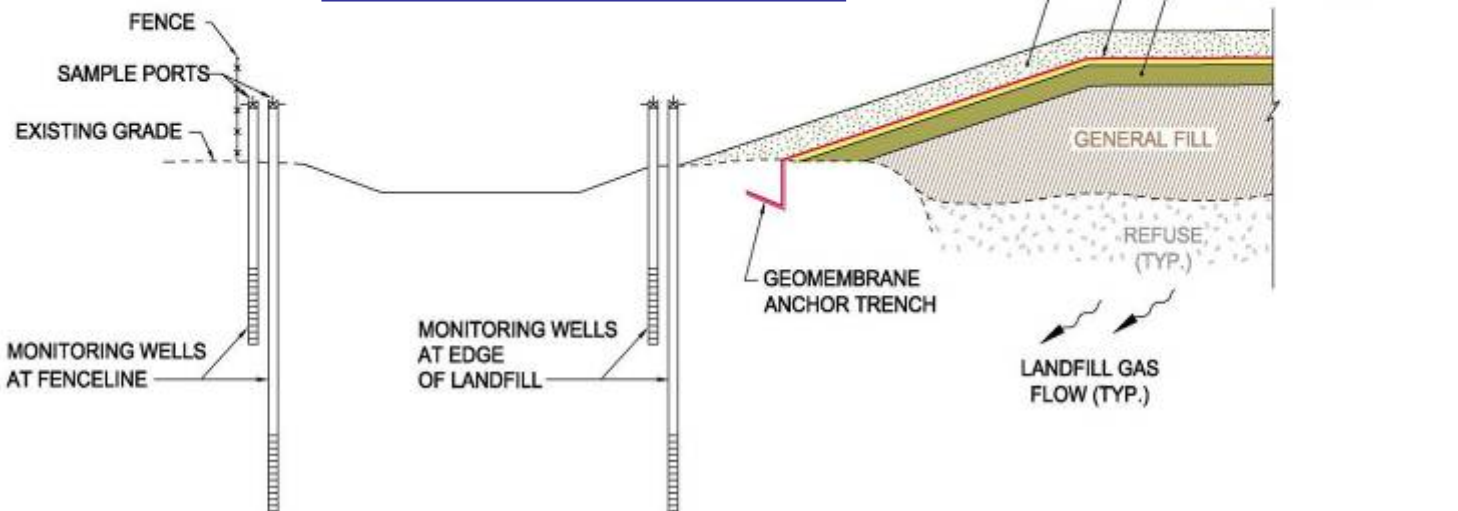 FENCE
SAMPLE PORTS
EXISTING GRADE
GENERAL FILL
REFUSE
(TYP.)
GEOMEMBRANE
ANCHOR TRENCH
MONITORING WELLS
AT FENCELINE
MONITORING WELLS
AT EDGE
OF LANDFILL
LANDFILL GAS
FLOW (TYP.)